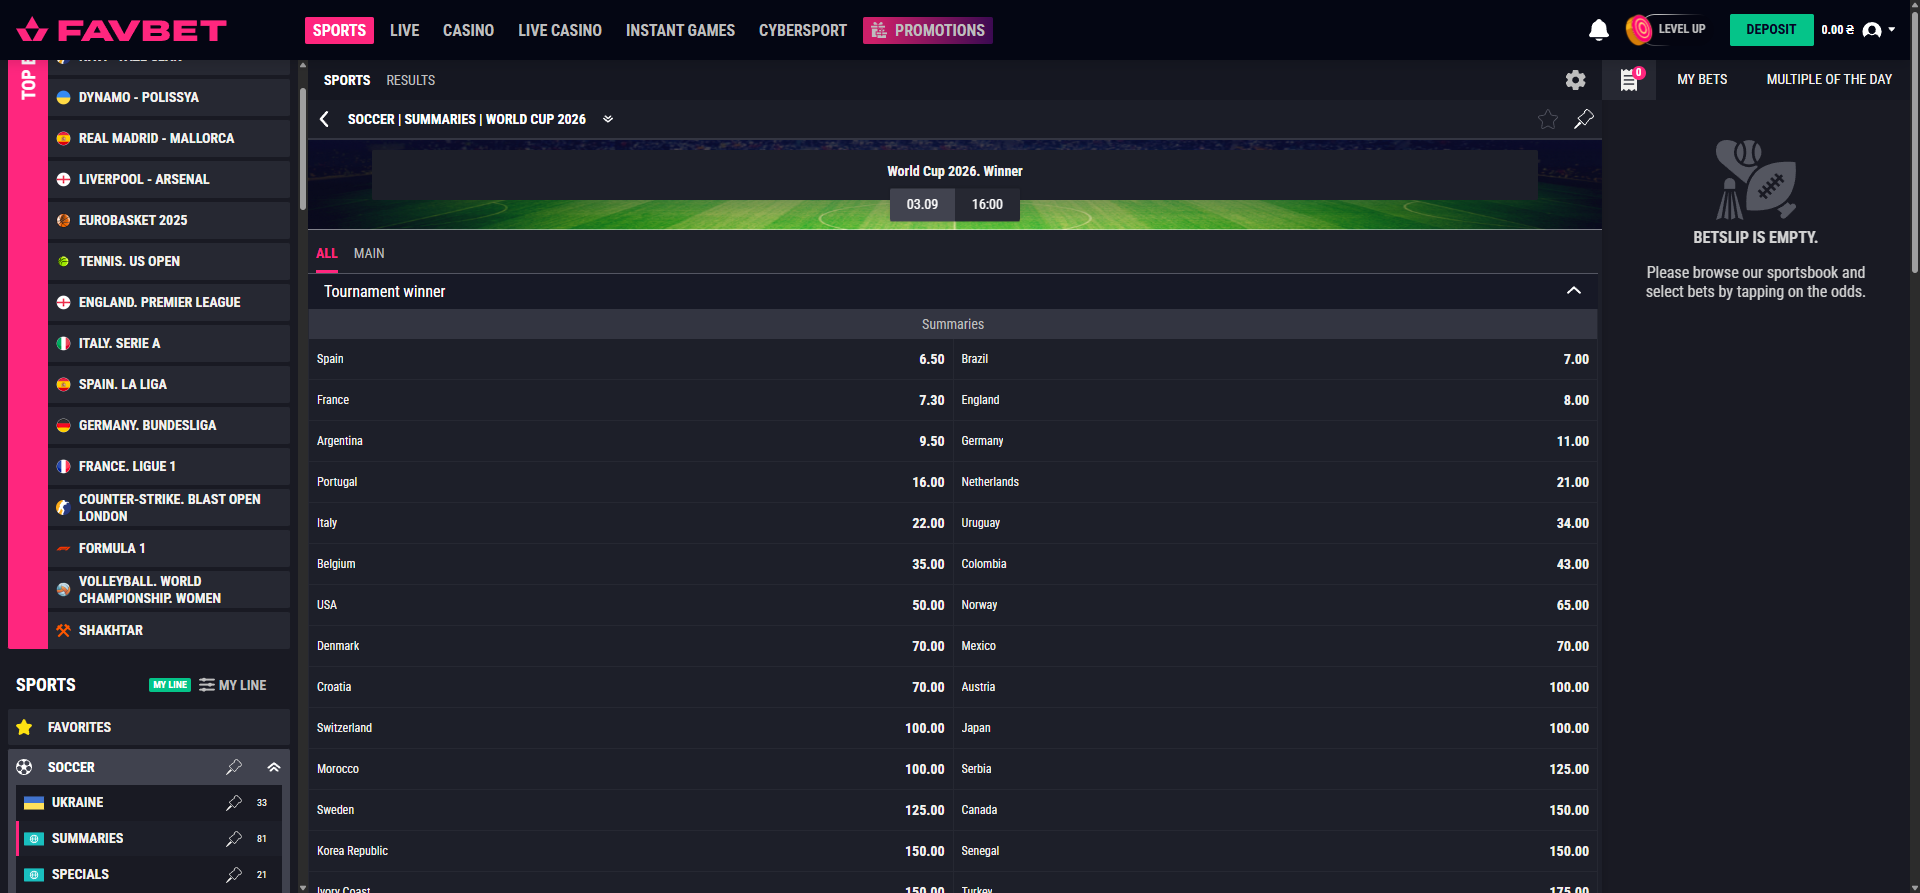 FAVBET
SPORTS
LIVE
CASINO
LIVE CASINO
INSTANT GAMES
CYBERSPORT
PROMOTIONS
LEVEL UP
DEPOSIT
0.00 ₴
DYNAMO - POLISSYA
REAL MADRID - MALLORCA
LIVERPOOL - ARSENAL
EUROBASKET 2025
TENNIS. US OPEN
ENGLAND. PREMIER LEAGUE
ITALY. SERIE A
SPAIN. LA LIGA
GERMANY. BUNDESLIGA
FRANCE. LIGUE 1
COUNTER-STRIKE. BLAST OPEN
LONDON
FORMULA 1
VOLLEYBALL. WORLD
CHAMPIONSHIP. WOMEN
SHAKHTAR
SPORTS
MY LINE
MY LINE
FAVORITES
SOCCER
UKRAINE 33
SUMMARIES 81
SPECIALS 21
SPORTS
RESULTS
SOCCER | SUMMARIES | WORLD CUP 2026
World Cup 2026. Winner
03.09 16:00
ALL
MAIN
Tournament winner
Summaries
Spain 6.50 Brazil 7.00
France 7.30 England 8.00
Argentina 9.50 Germany 11.00
Portugal 16.00 Netherlands 21.00
Italy 22.00 Uruguay 34.00
Belgium 35.00 Colombia 43.00
USA 50.00 Norway 65.00
Denmark 70.00 Mexico 70.00
Croatia 70.00 Austria 100.00
Switzerland 100.00 Japan 100.00
Morocco 100.00 Serbia 125.00
Sweden 125.00 Canada 150.00
Korea Republic 150.00 Senegal 150.00
Ivory Coast 150.00 Turkey 175.00
0
MY BETS
MULTIPLE OF THE DAY
BETSLIP IS EMPTY.
Please browse our sportsbook and
select bets by tapping on the odds.